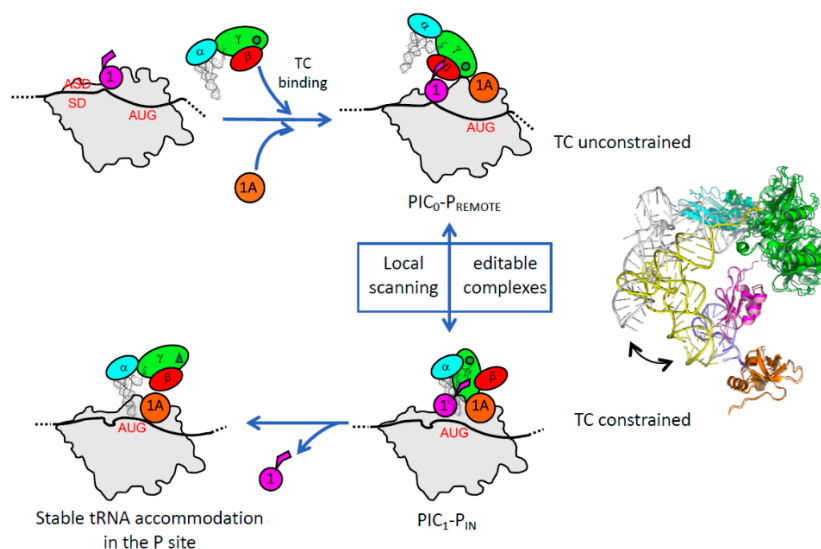 α
γ
β
TC
binding
1
ASD
SD
AUG
1A
α
γ
1
1A
AUG
TC unconstrained
PIC0-PREMOTE
Local
scanning
editable
complexes
α
γ
β
1A
AUG
1
α
γ
β
1
1A
AUG
TC constrained
Stable tRNA accommodation
in the P site
PIC1-PIN